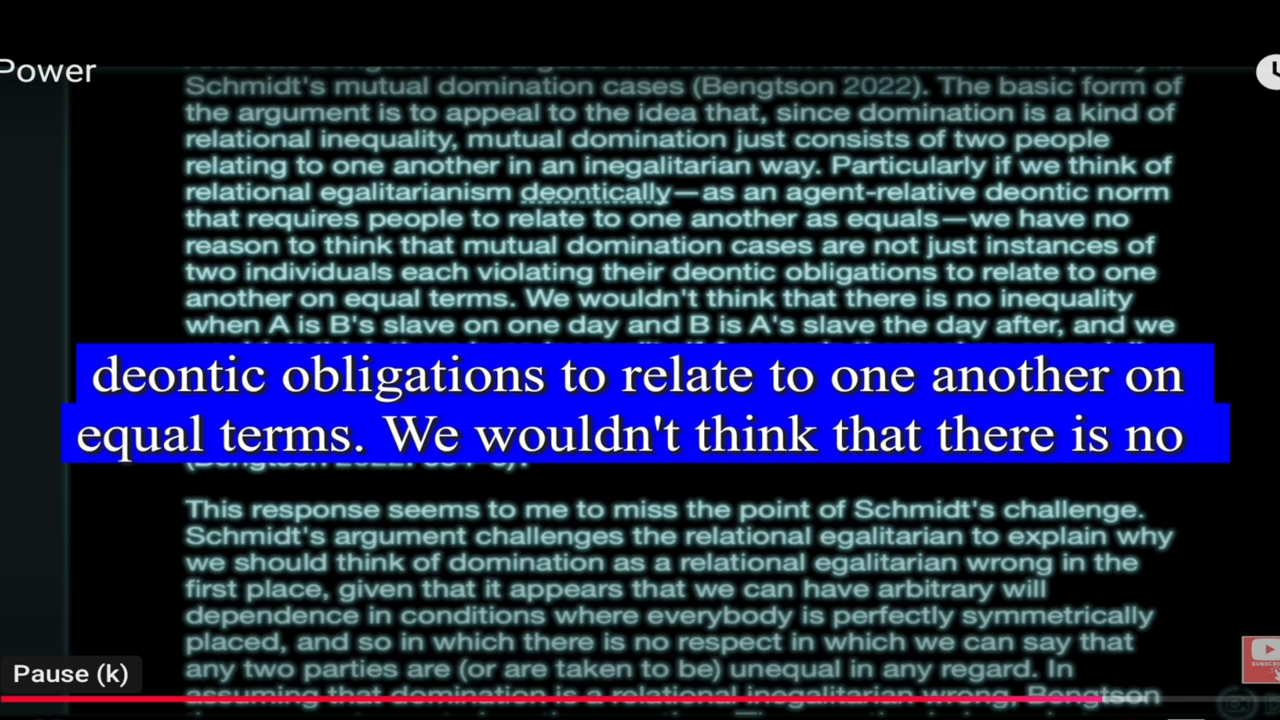 Power
Schmidt's mutual domination cases (Bengtson 2022). The basic form of
the argument is to appeal to the idea that, since domination is a kind of
relational inequality, mutual domination just consists of two people
relating to one another in an inegalitarian way. Particularly if we think of
relational egalitarianism deontically—as an agent-relative deontic norm
that requires people to relate to one another as equals—we have no
reason to think that mutual domination cases are not just instances of
two individuals each violating their deontic obligations to relate to one
another on equal terms. We wouldn't think that there is no inequality
when A is B's slave on one day and B is A's slave the day after, and we
deontic obligations to relate to one another on
equal terms. We wouldn't think that there is no
This response seems to me to miss the point of Schmidt's challenge.
Schmidt's argument challenges the relational egalitarian to explain why
we should think of domination as a relational egalitarian wrong in the
first place, given that it appears that we can have arbitrary will
dependence in conditions where everybody is perfectly symmetrically
placed, and so in which there is no respect in which we can say that
any two parties are (or are taken to be) unequal in any regard. In
assuming that domination is a relational inegalitarian wrong, Bengtson
Pause (k)